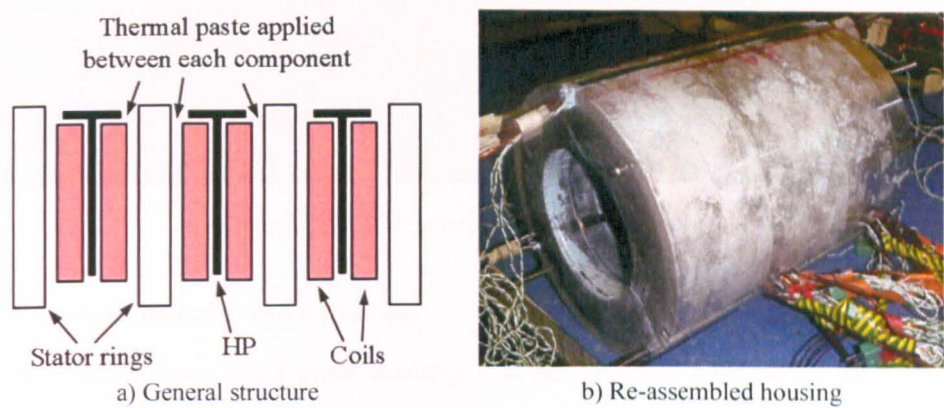 Thermal paste applied
between each component
Stator rings
HP
Coils
a) General structure
b) Re-assembled housing